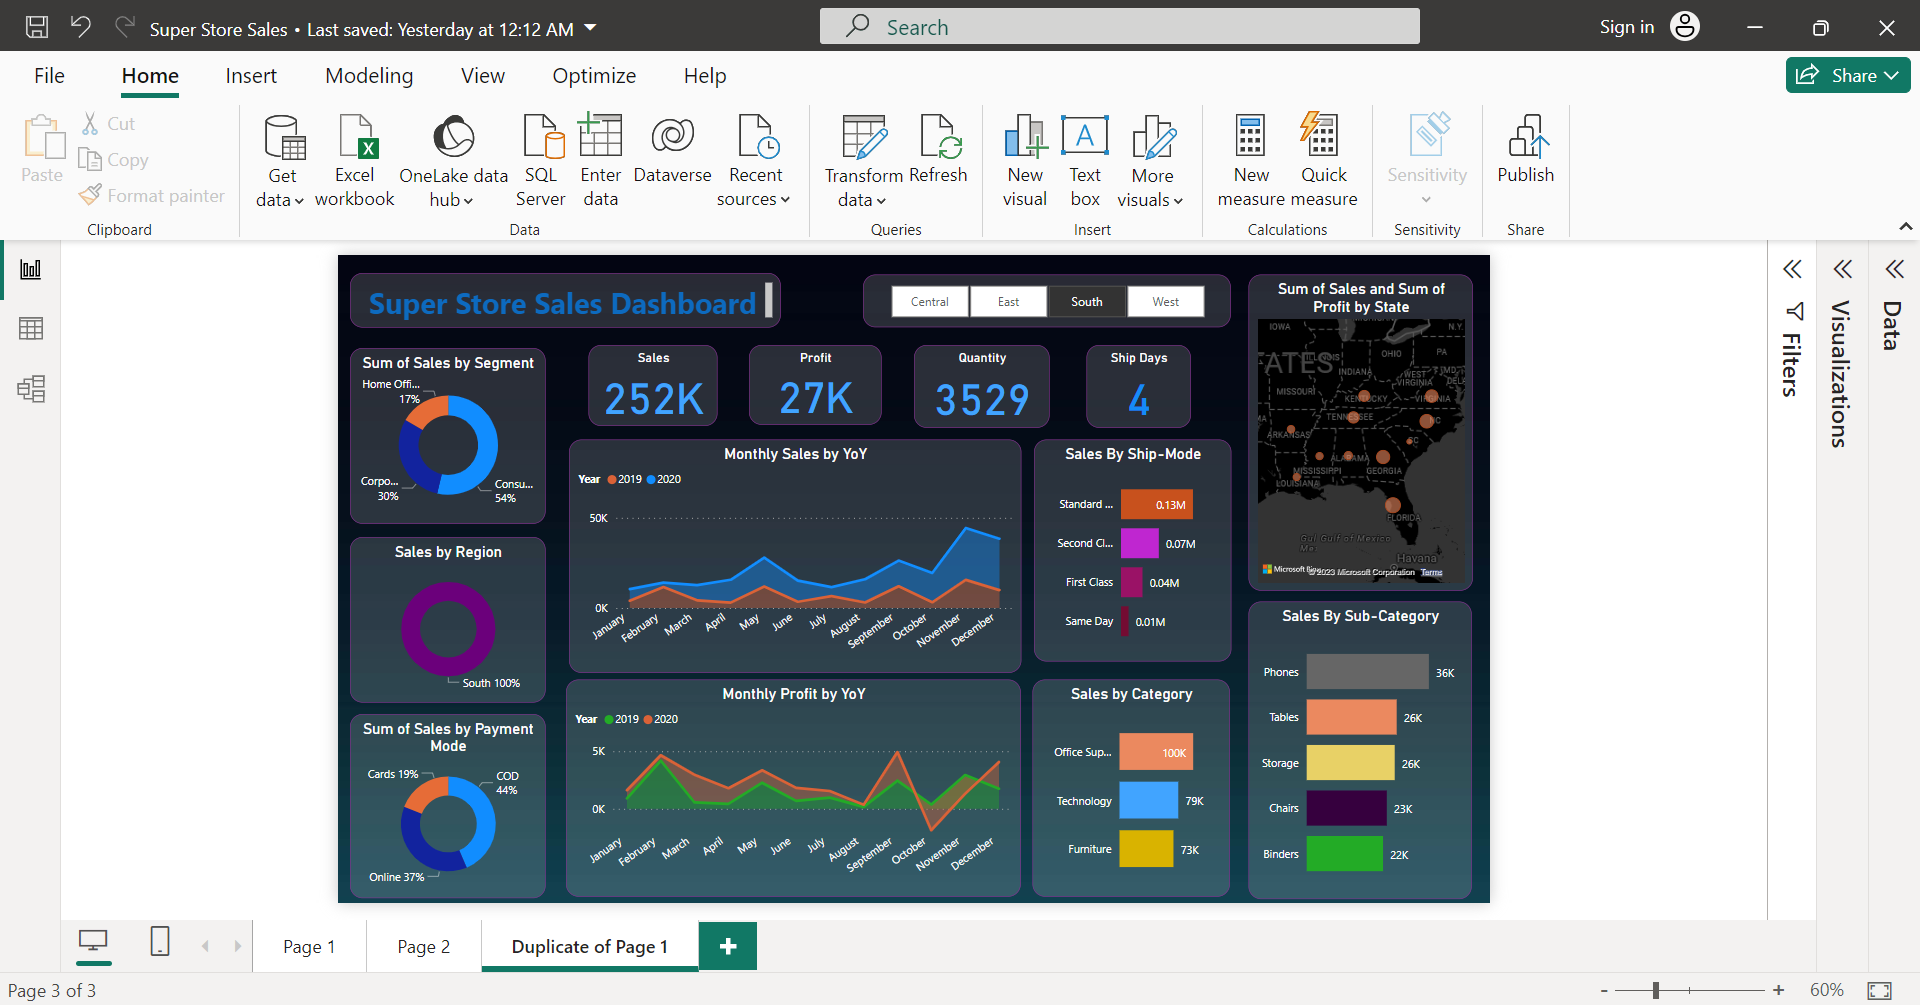 Super Store Sales • Last saved: Yesterday at 12:12 AM
Search
Sign in
File Home Insert Modeling View Optimize Help
Share
Paste
Cut
Copy
Format painter
Clipboard
Get data
Excel workbook
OneLake data hub
SQL Server
Enter data
Dataverse
Recent sources
Data
Transform data
Refresh
Queries
New visual
Text box
More visuals
Insert
New measure
Quick measure
Calculations
Sensitivity
Sensitivity
Publish
Share
Super Store Sales Dashboard
Central East South West
Sum of Sales by Segment
Home Offi...
17%
Corpo...
30%
Consu...
54%
Sales
252K
Profit
27K
Quantity
3529
Ship Days
4
Sum of Sales and Sum of
Profit by State
IOWA
N.Y.
ATES
ILLINOIS
INDIANA
OHIO
PA
MISSOURI
WEST
VIRGINIA
KENTUCKY
VIRGINIA
TENNESSEE
NC
ARKANSAS
SC
ALABAMA
MISSISSIPPI
GEORGIA
LOUISIANA
FLORIDA
Gulf of Mexico
Havana
Microsoft Bing
© 2023 Microsoft Corporation Terms
Sales by Region
South 100%
Sum of Sales by Payment
Mode
Cards 19%
COD
44%
Online 37%
Monthly Sales by YoY
Year 2019 2020
50K
0K
January February March April May June July August September October November December
Sales By Ship-Mode
Standard ... 0.13M
Second Cl... 0.07M
First Class 0.04M
Same Day 0.01M
Monthly Profit by YoY
Year 2019 2020
5K
0K
January February March April May June July August September October November December
Sales by Category
Office Sup... 100K
Technology 79K
Furniture 73K
Sales By Sub-Category
Phones 36K
Tables 26K
Storage 26K
Chairs 23K
Binders 22K
Filters
Visualizations
Data
Page 1
Page 2
Duplicate of Page 1
+
Page 3 of 3
- + 60%